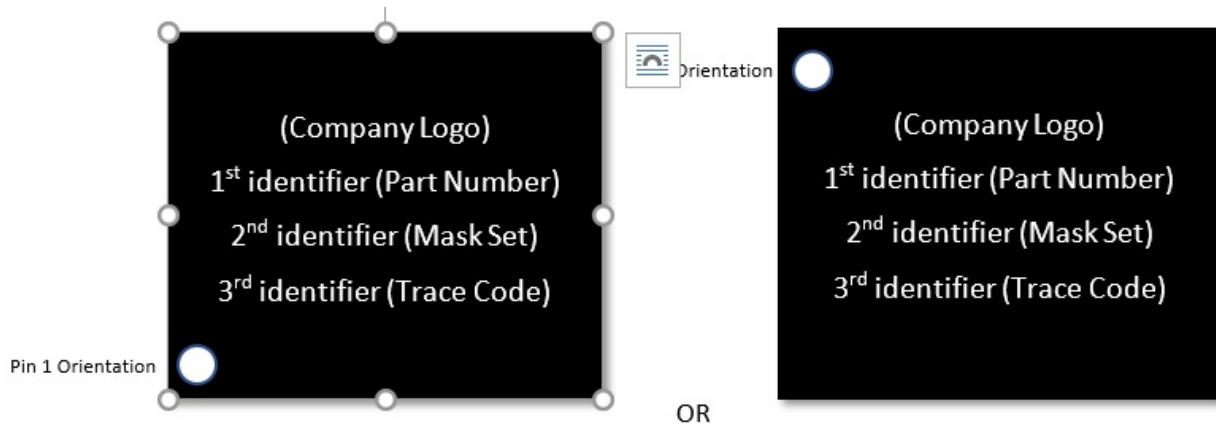 (Company Logo)
1st identifier (Part Number)
2nd identifier (Mask Set)
3rd identifier (Trace Code)
Pin 1 Orientation
OR
Orientation
(Company Logo)
1st identifier (Part Number)
2nd identifier (Mask Set)
3rd identifier (Trace Code)